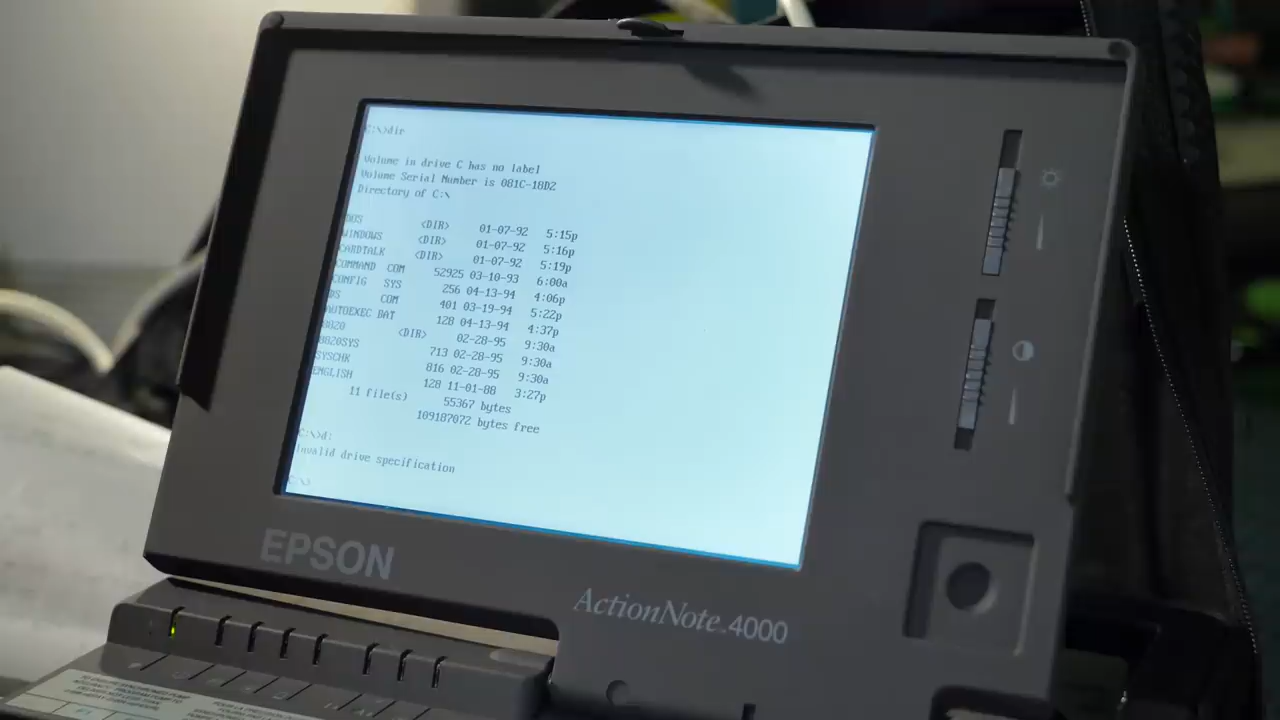 C:\>dir
Volume in drive C has no label
Volume Serial Number is 081C-18D2
Directory of C:\
DOS <DIR> 01-07-92 5:15p
WINDOWS <DIR> 01-07-92 5:16p
CARDTALK <DIR> 01-07-92 5:19p
COMMAND COM 52925 03-10-93 6:00a
CONFIG SYS 256 04-13-94 4:06p
DS COM 401 03-19-94 5:22p
AUTOEXEC BAT 128 04-13-94 4:37p
8820 <DIR> 02-28-95 9:30a
8820SYS 713 02-28-95 9:30a
SYSCHK 816 02-28-95 9:30a
ENGLISH 128 11-01-88 3:27p
11 file(s) 55367 bytes
109187072 bytes free
C:\>d:
Invalid drive specification
C:\>
EPSON
ActionNote 4000